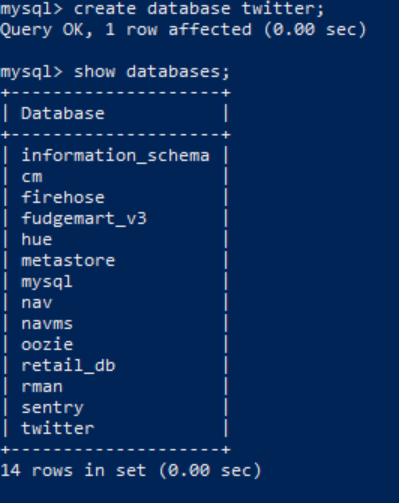 mysql> create database twitter;
Query OK, 1 row affected (0.00 sec)
mysql> show databases;
+--------------------+
| Database           |
+--------------------+
| information_schema |
| cm                 |
| firehose           |
| fudgemart_v3       |
| hue                |
| metastore          |
| mysql              |
| nav                |
| navms              |
| oozie              |
| retail_db          |
| rman               |
| sentry             |
| twitter            |
+--------------------+
14 rows in set (0.00 sec)